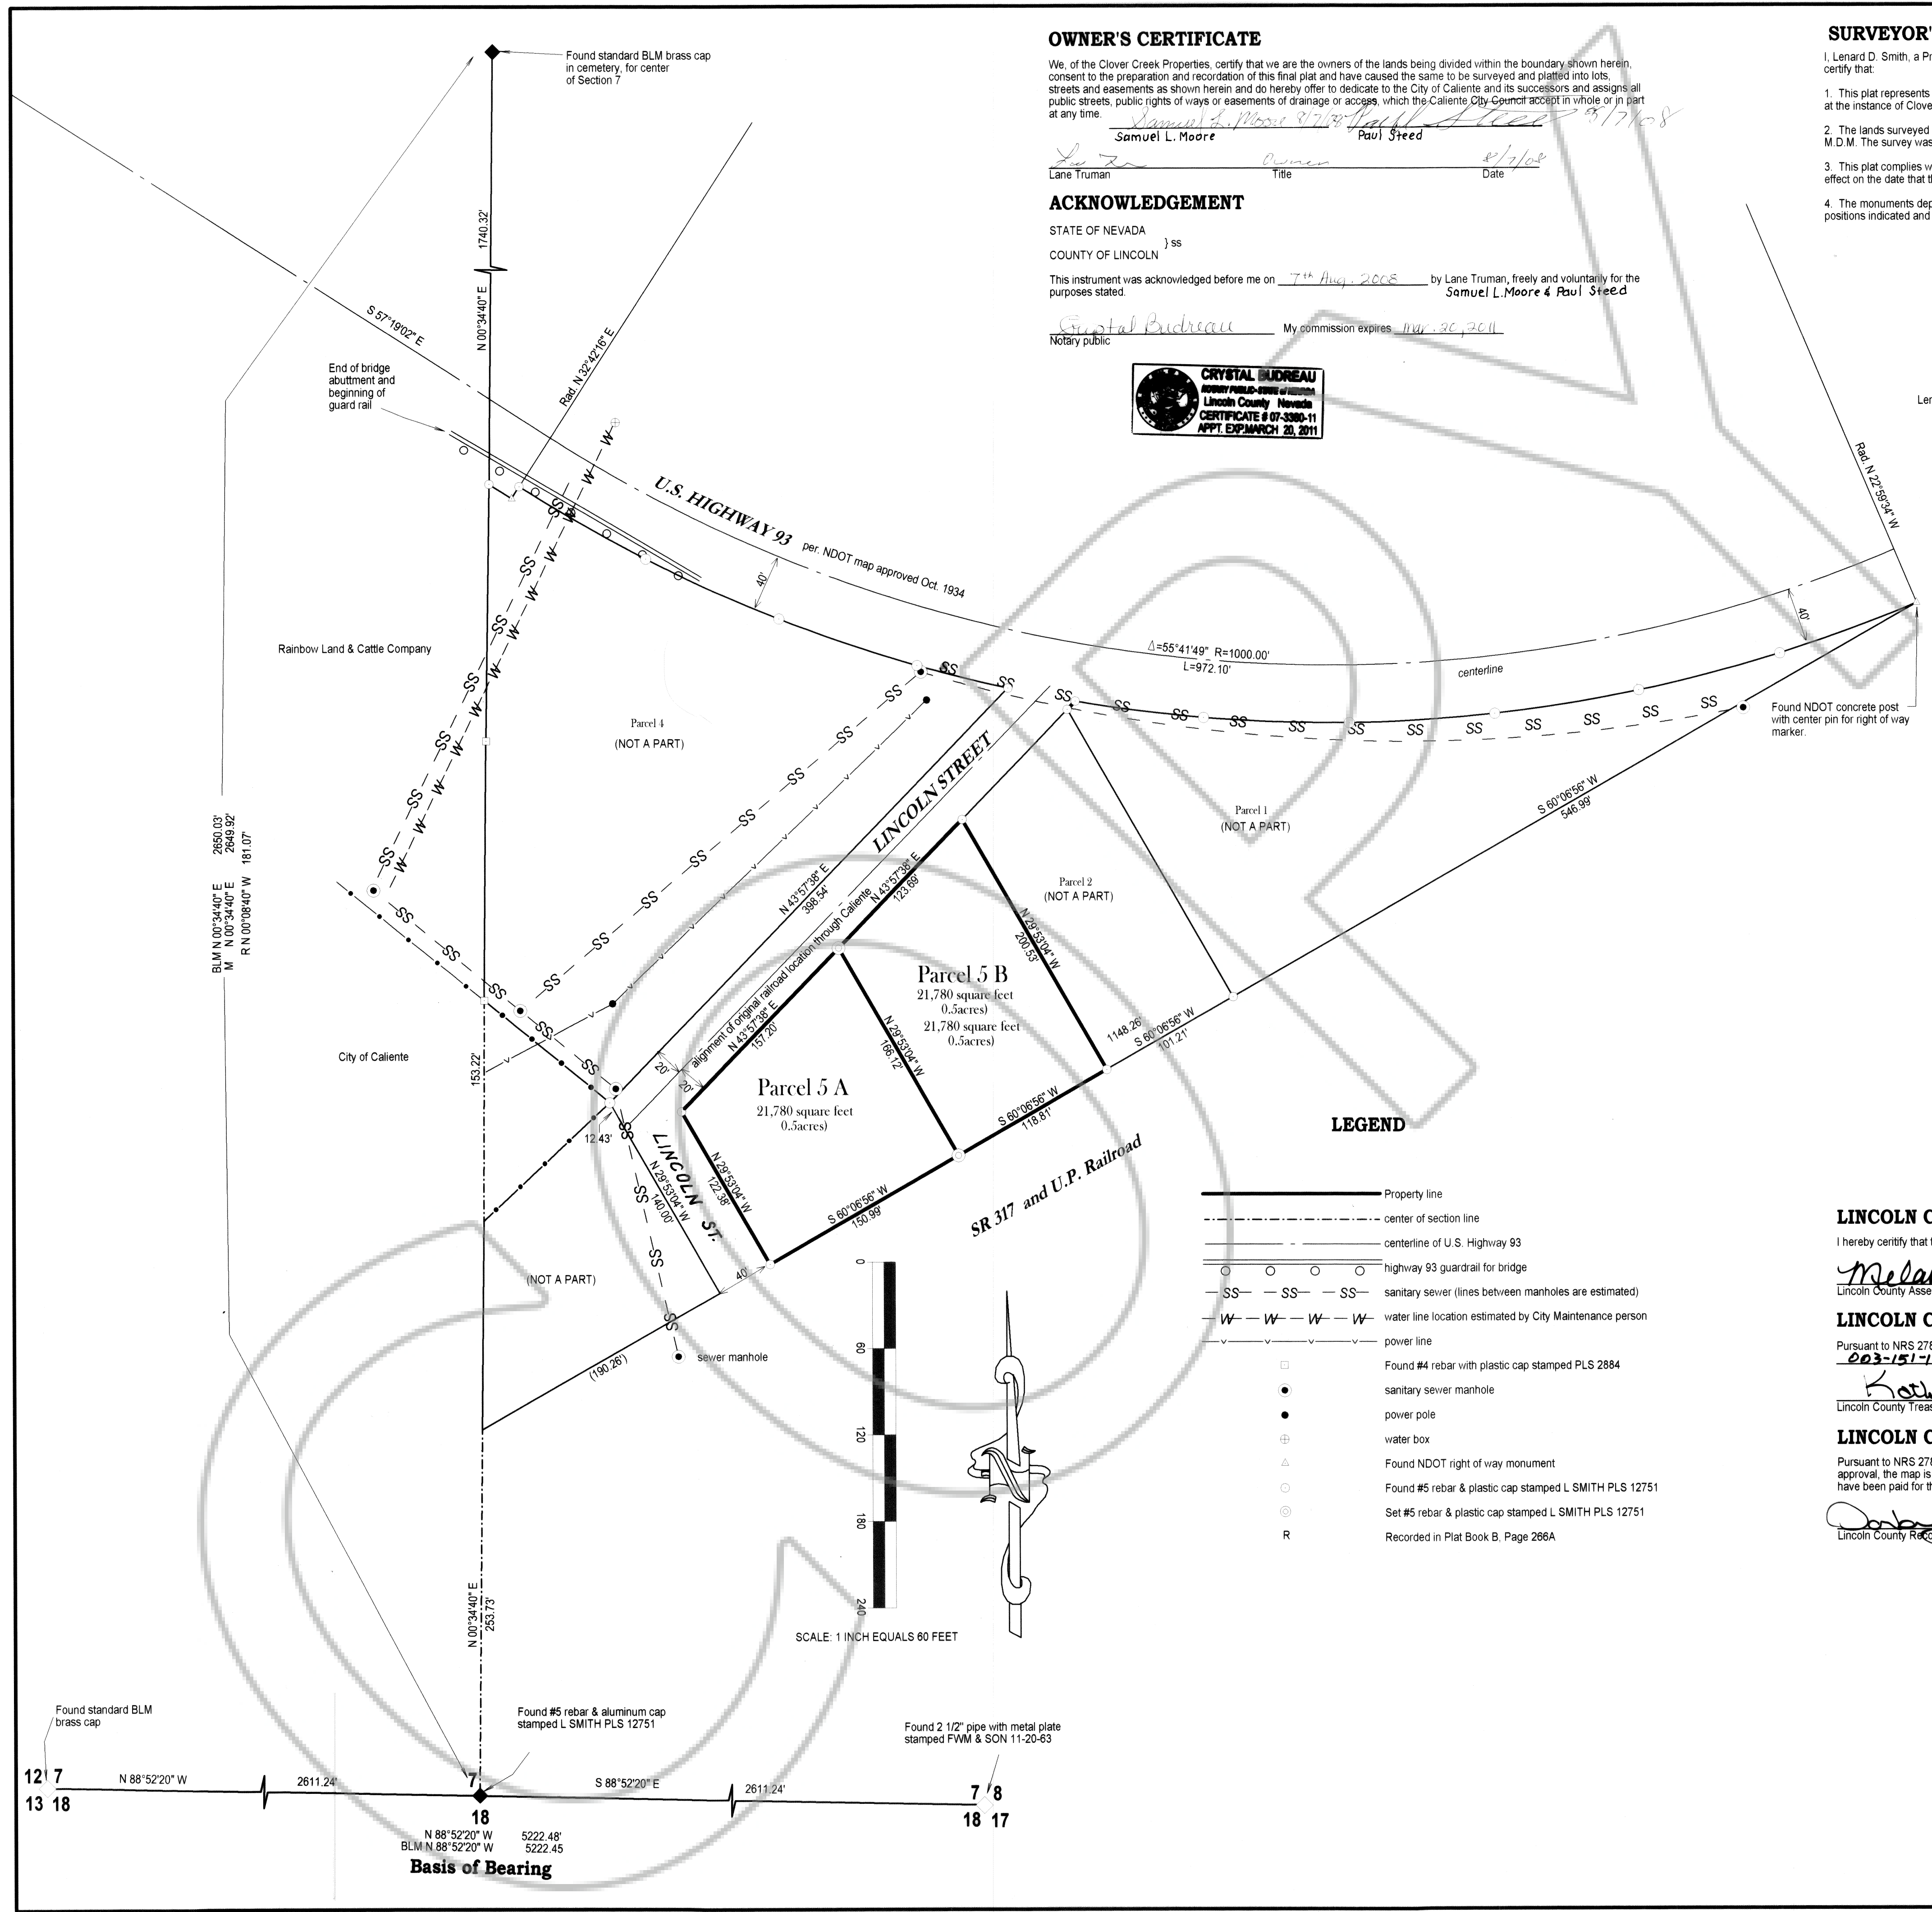 OWNER'S CERTIFICATE
We, of the Clover Creek Properties, certify that we are the owners of the lands being divided within the boundary shown herein,
consent to the preparation and recordation of this final plat and have caused the same to be surveyed and platted into lots,
streets and easements as shown herein and do hereby offer to dedicate to the City of Caliente and its successors and assigns all
public streets, public rights of ways or easements of drainage or access, which the Caliente City Council accept in whole or in part
at any time.
Samuel L. Moore 8/7/08 Paul Steed 8/7/08
Samuel L. Moore Paul Steed
Owner 8/7/08
Lane Truman Title Date
ACKNOWLEDGEMENT
STATE OF NEVADA
} ss
COUNTY OF LINCOLN
This instrument was acknowledged before me on 7th Aug. 2008 by Lane Truman, freely and voluntarily for the
purposes stated. Samuel L. Moore & Paul Steed
Crystal Budreau My commission expires Mar. 20, 2011
Notary public
CRYSTAL BUDREAU
NOTARY PUBLIC-STATE of NEVADA
Lincoln County Nevada
CERTIFICATE # 07-3380-11
APPT. EXP. MARCH 20, 2011
SURVEYOR'
I, Lenard D. Smith, a Pr
certify that:
1. This plat represents
at the instance of Clove
2. The lands surveyed
M.D.M. The survey was
3. This plat complies w
effect on the date that th
4. The monuments dep
positions indicated and
Len
Found standard BLM brass cap
in cemetery, for center
of Section 7
1740.32'
N 00°34'40" E
S 57°19'02" E
Rad. N 32°42'16" E
End of bridge
abuttment and
beginning of
guard rail
U.S. HIGHWAY 93
per. NDOT map approved Oct. 1934
40'
Δ=55°41'49" R=1000.00'
L=972.10'
centerline
40'
Rad. N 22°59'34" W
Found NDOT concrete post
with center pin for right of way
marker.
Rainbow Land & Cattle Company
Parcel 4
(NOT A PART)
LINCOLN STREET
Parcel 1
(NOT A PART)
S 60°06'56" W
546.99'
BLM N 00°34'40" E 2650.03'
M N 00°34'40" E 2649.92'
R N 00°08'40" W 181.07'
N 43°57'38" E
398.54'
alignment of original railroad location through Caliente
N 43°57'38" E
123.69'
Parcel 2
(NOT A PART)
N 29°53'04" W
200.53'
Parcel 5 B
21,780 square feet
0.5acres)
21,780 square feet
0.5acres)
N 43°57'38" E
157.20'
N 29°53'04" W
166.12'
1148.26'
S 60°06'56" W
101.21'
City of Caliente
153.22'
20'
20'
Parcel 5 A
21,780 square feet
0.5acres)
12.43'
LINCOLN ST.
N 29°53'04" W
140.00'
N 29°53'04" W
122.38'
S 60°06'56" W
118.81'
S 60°06'56" W
150.99'
SR 317 and U.P. Railroad
(NOT A PART)
40'
(190.26')
sewer manhole
0
60
120
180
240
SCALE: 1 INCH EQUALS 60 FEET
N
LEGEND
Property line
center of section line
centerline of U.S. Highway 93
highway 93 guardrail for bridge
SS SS SS sanitary sewer (lines between manholes are estimated)
W W W W water line location estimated by City Maintenance person
v v v v power line
Found #4 rebar with plastic cap stamped PLS 2884
sanitary sewer manhole
power pole
water box
Found NDOT right of way monument
Found #5 rebar & plastic cap stamped L SMITH PLS 12751
Set #5 rebar & plastic cap stamped L SMITH PLS 12751
R Recorded in Plat Book B, Page 266A
LINCOLN C
I hereby ceritify that t
Lincoln County Asse
LINCOLN C
Pursuant to NRS 278
003-151-1
Lincoln County Treas
LINCOLN C
Pursuant to NRS 278
approval, the map is
have been paid for th
Lincoln County Reco
N 00°34'40" E
253.73'
Found standard BLM
brass cap
Found #5 rebar & aluminum cap
stamped L SMITH PLS 12751
Found 2 1/2" pipe with metal plate
stamped FWM & SON 11-20-63
12 7
13 18
N 88°52'20" W 2611.24'
7
18
S 88°52'20" E 2611.24'
7 8
18 17
N 88°52'20" W 5222.48'
BLM N 88°52'20" W 5222.45
Basis of Bearing
COPY